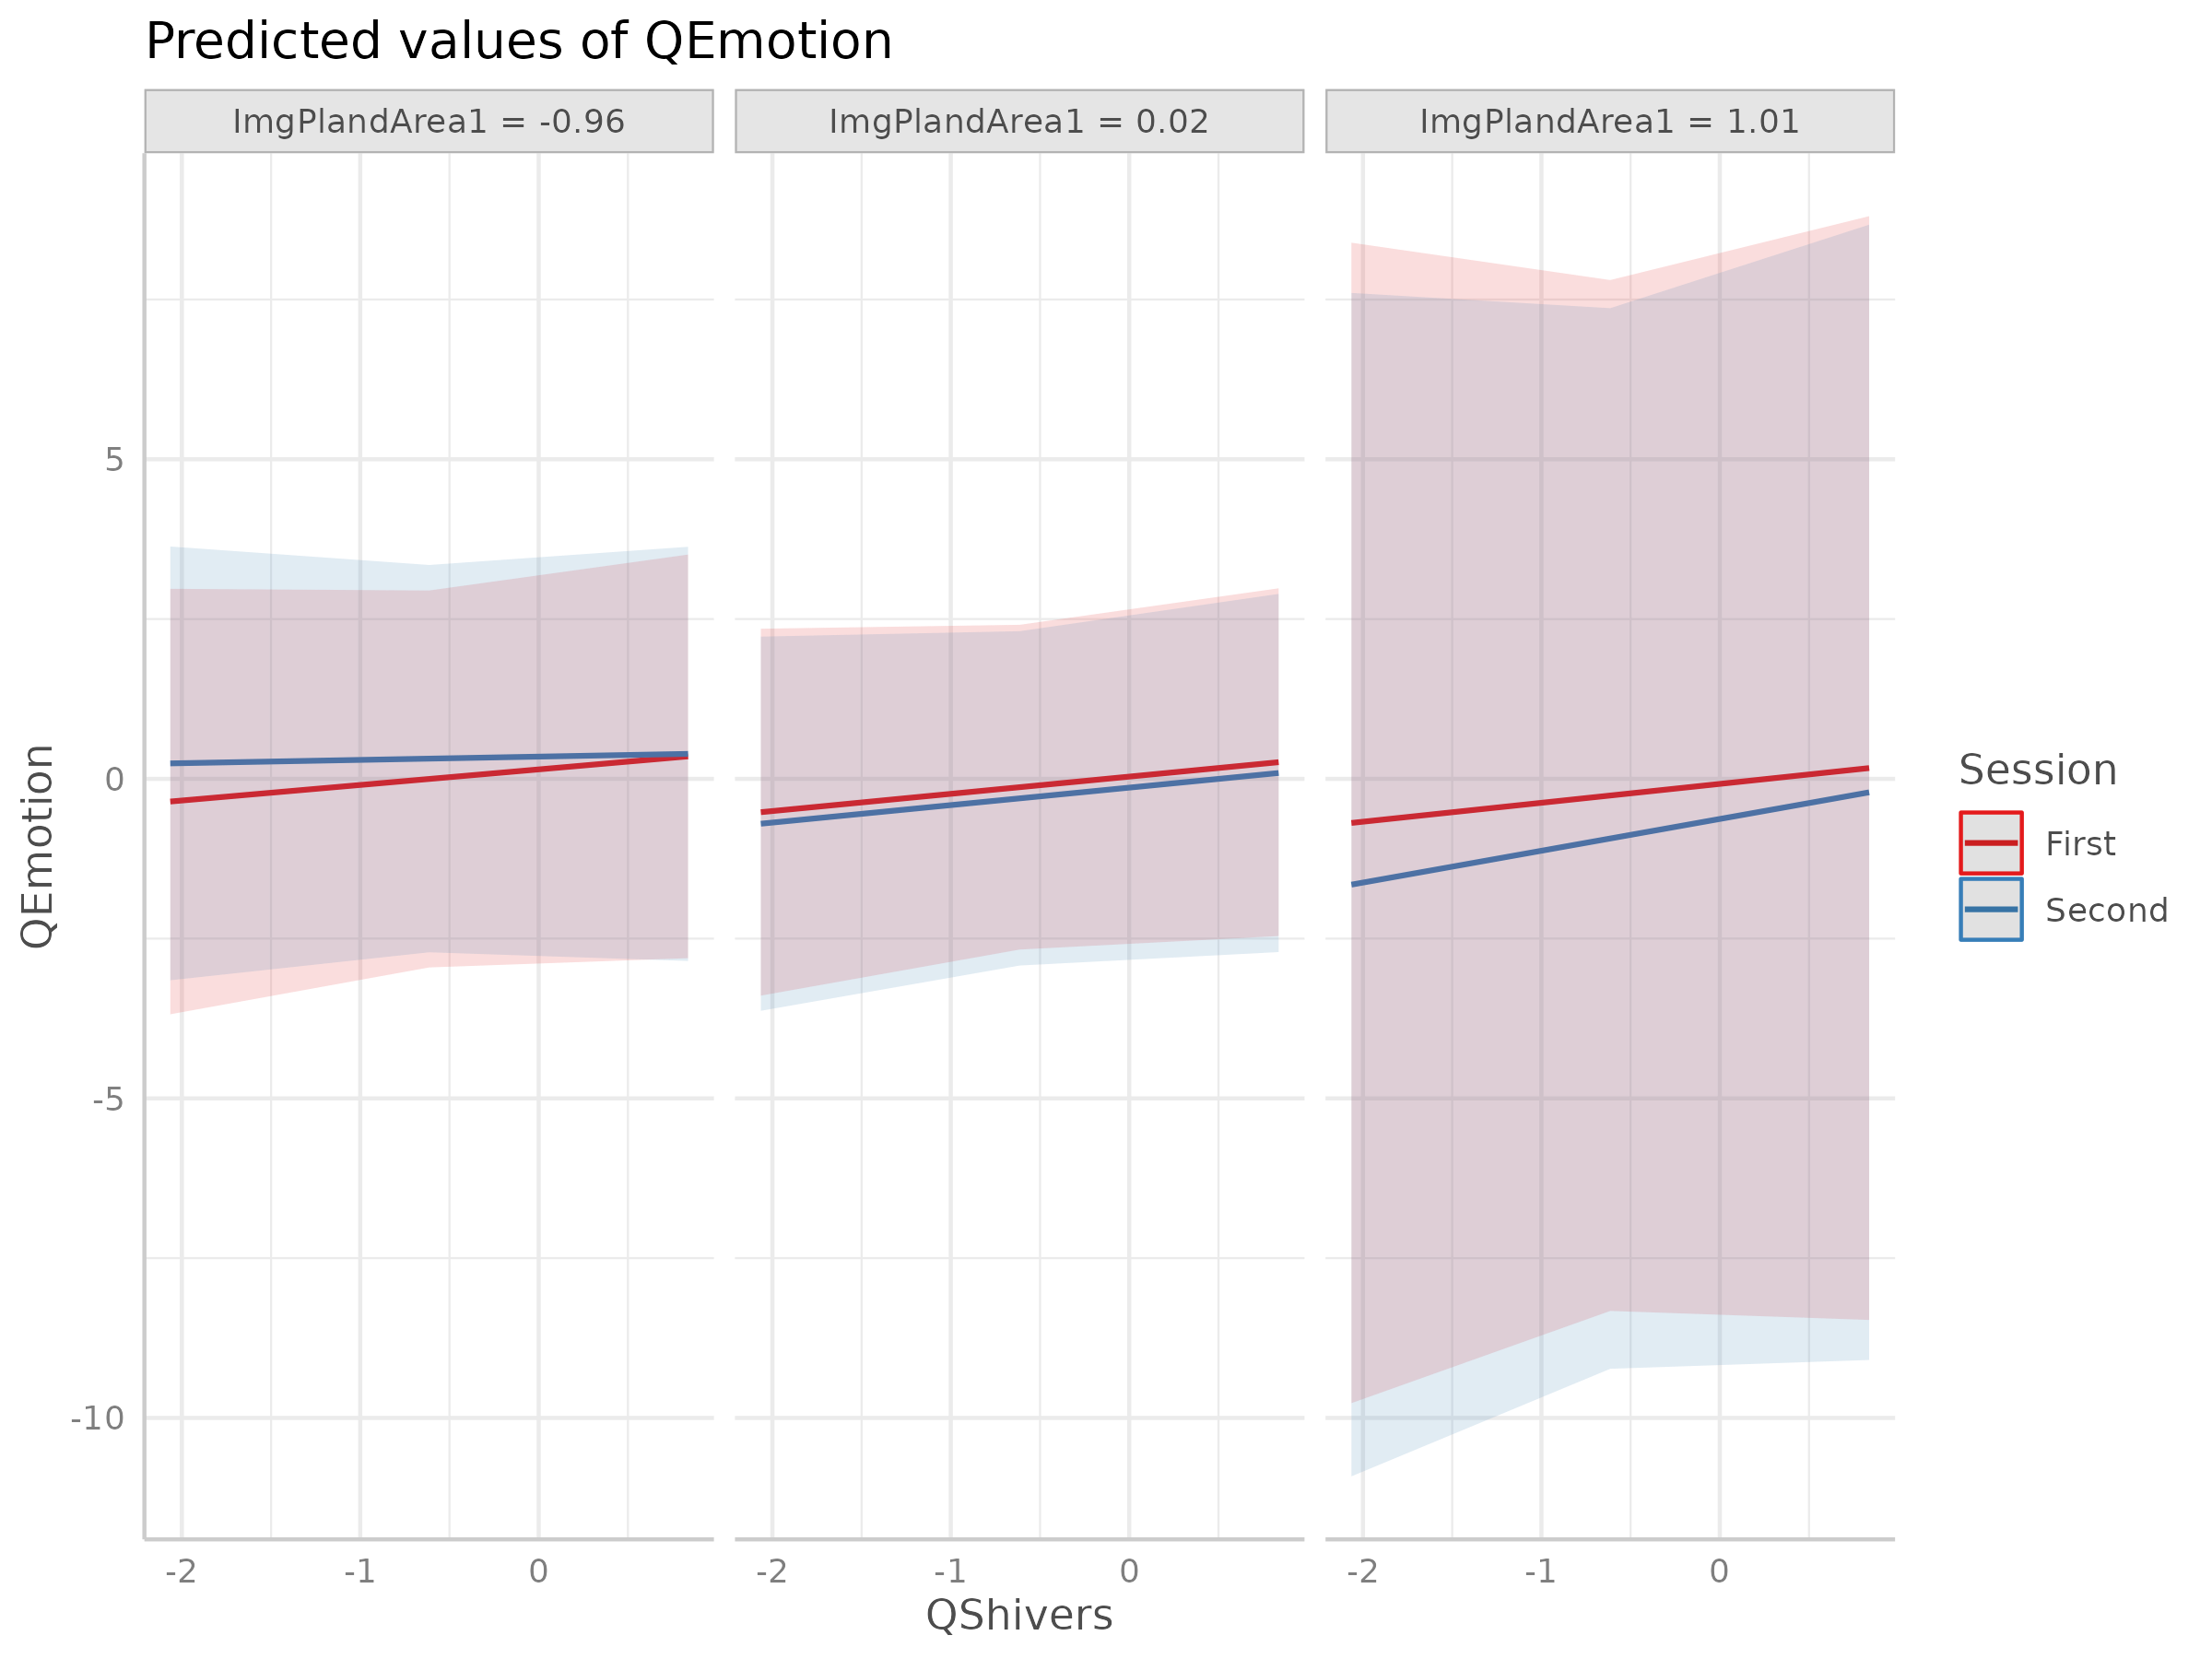 Predicted values of QEmotion
ImgPlandArea1 = -0.96
ImgPlandArea1 = 0.02
ImgPlandArea1 = 1.01
5
0
-5
-10
QEmotion
-2 -1 0
-2 -1 0
-2 -1 0
QShivers
Session
First
Second